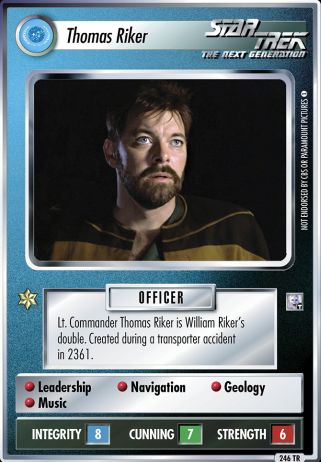 Thomas Riker
STAR TREK
THE NEXT GENERATION
NOT ENDORSED BY CBS OR PARAMOUNT PICTURES
OFFICER
Lt. Commander Thomas Riker is William Riker's
double. Created during a transporter accident
in 2361.
Leadership Navigation Geology
Music
INTEGRITY 8 CUNNING 7 STRENGTH 6
246 TR